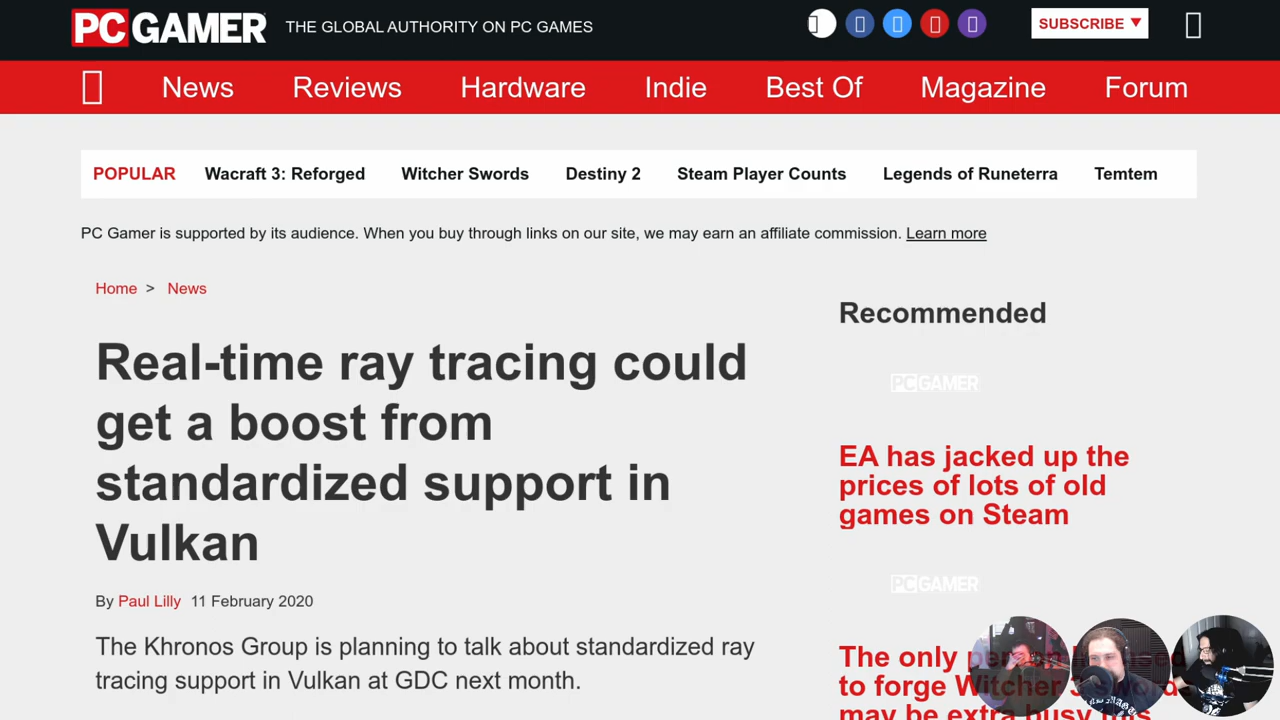 PC GAMER THE GLOBAL AUTHORITY ON PC GAMES SUBSCRIBE
News Reviews Hardware Indie Best Of Magazine Forum
POPULAR Wacraft 3: Reforged Witcher Swords Destiny 2 Steam Player Counts Legends of Runeterra Temtem
PC Gamer is supported by its audience. When you buy through links on our site, we may earn an affiliate commission. Learn more
Home > News
Real-time ray tracing could
get a boost from
standardized support in
Vulkan
By Paul Lilly 11 February 2020
The Khronos Group is planning to talk about standardized ray
tracing support in Vulkan at GDC next month.
Recommended
PC GAMER
EA has jacked up the
prices of lots of old
games on Steam
PC GAMER
The only
to forge Witcher 3
may be extra busy